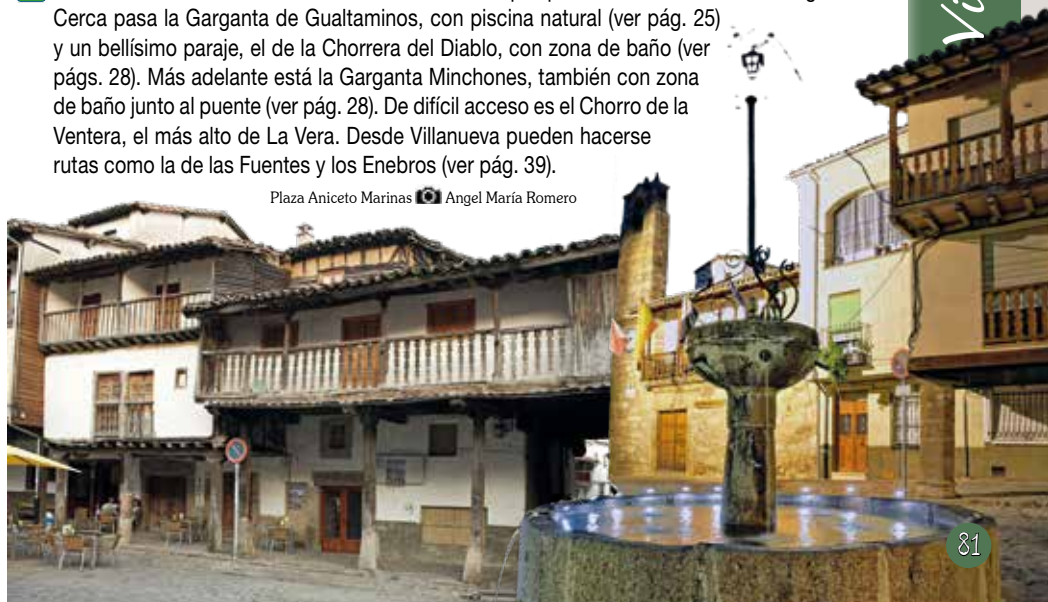 Cerca pasa la Garganta de Gualtaminos, con piscina natural (ver pág. 25)
y un bellísimo paraje, el de la Chorrera del Diablo, con zona de baño (ver
págs. 28). Más adelante está la Garganta Minchones, también con zona
de baño junto al puente (ver pág. 28). De difícil acceso es el Chorro de la
Ventera, el más alto de La Vera. Desde Villanueva pueden hacerse
rutas como la de las Fuentes y los Enebros (ver pág. 39).
Plaza Aniceto Marinas Angel María Romero
Vi
81